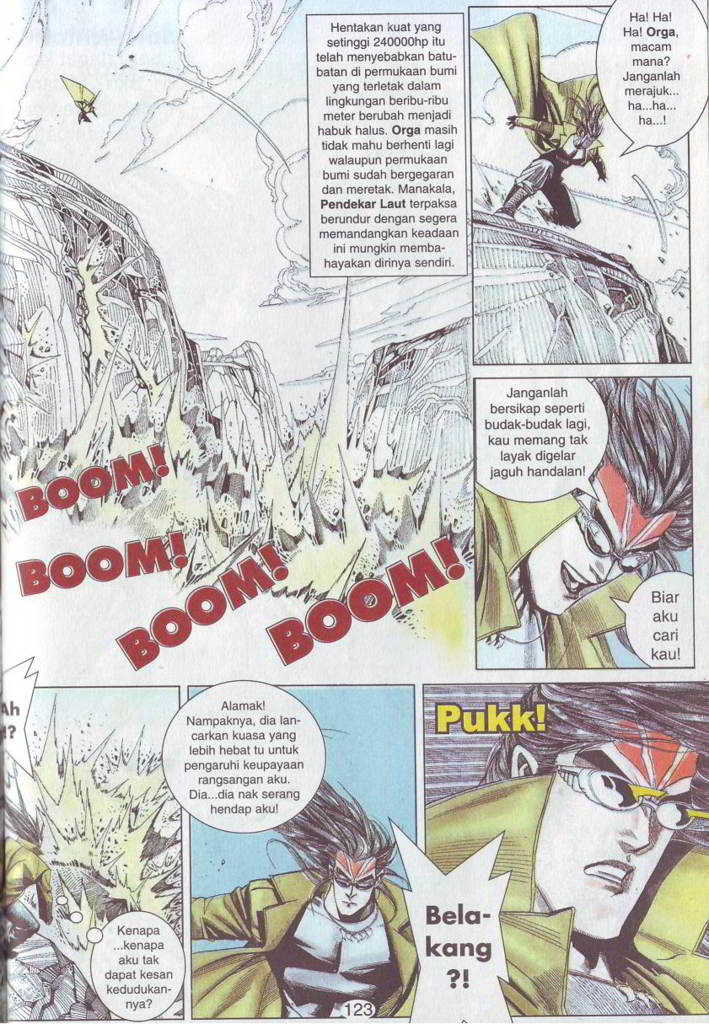 Hentakan kuat yang
setinggi 240000hp itu
telah menyebabkan batu-
batan di permukaan bumi
yang terletak dalam
lingkungan beribu-ribu
meter berubah menjadi
habuk halus. Orga masih
tidak mahu berhenti lagi
walaupun permukaan
bumi sudah bergegaran
dan meretak. Manakala,
Pendekar Laut terpaksa
berundur dengan segera
memandangkan keadaan
ini mungkin memba-
hayakan dirinya sendiri.
Ha! Ha!
Ha! Orga,
macam
mana?
Janganlah
merajuk...
ha...ha...
ha...!
Janganlah
bersikap seperti
budak-budak lagi,
kau memang tak
layak digelar
jaguh handalan!
Biar
aku
cari
kau!
BOOM!
BOOM!
BOOM!
BOOM!
Ah
!?
Kenapa
...kenapa
aku tak
dapat kesan
kedudukan-
nya?
Alamak!
Nampaknya, dia lan-
carkan kuasa yang
lebih hebat tu untuk
pengaruhi keupayaan
rangsangan aku.
Dia...dia nak serang
hendap aku!
Pukk!
Bela-
kang
?!
123